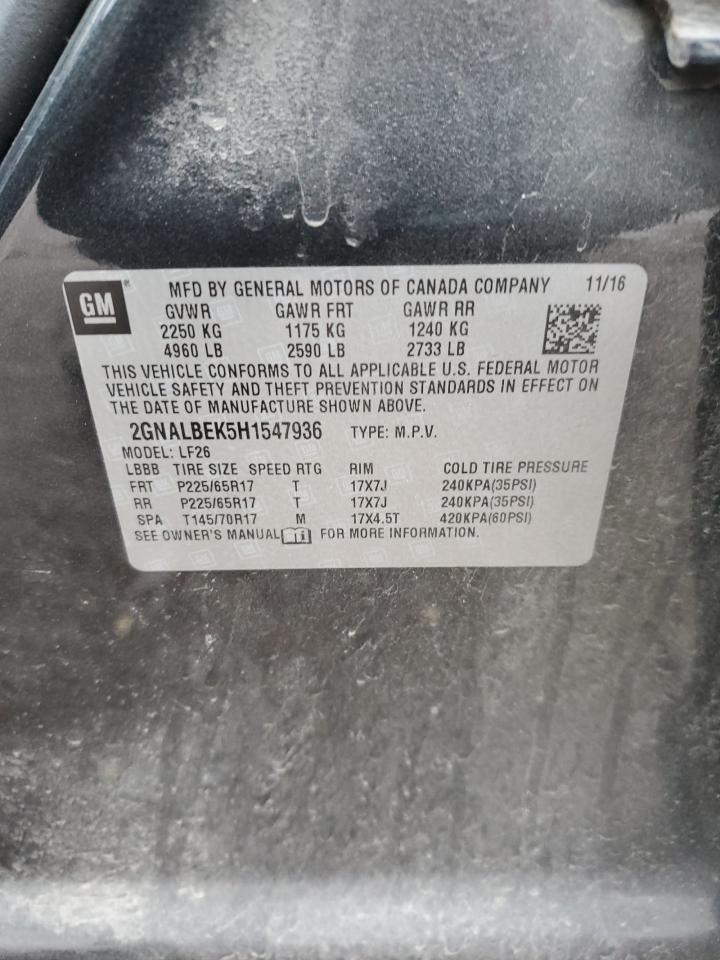 GM ® MFD BY GENERAL MOTORS OF CANADA COMPANY 11/16
GVWR GAWR FRT GAWR RR
2250 KG 1175 KG 1240 KG
4960 LB 2590 LB 2733 LB
THIS VEHICLE CONFORMS TO ALL APPLICABLE U.S. FEDERAL MOTOR
VEHICLE SAFETY AND THEFT PREVENTION STANDARDS IN EFFECT ON
THE DATE OF MANUFACTURE SHOWN ABOVE.
2GNALBEK5H1547936 TYPE: M.P.V.
MODEL: LF26
LBBB TIRE SIZE SPEED RTG RIM COLD TIRE PRESSURE
FRT P225/65R17 T 17X7J 240KPA(35PSI)
RR P225/65R17 T 17X7J 240KPA(35PSI)
SPA T145/70R17 M 17X4.5T 420KPA(60PSI)
SEE OWNER'S MANUAL FOR MORE INFORMATION.